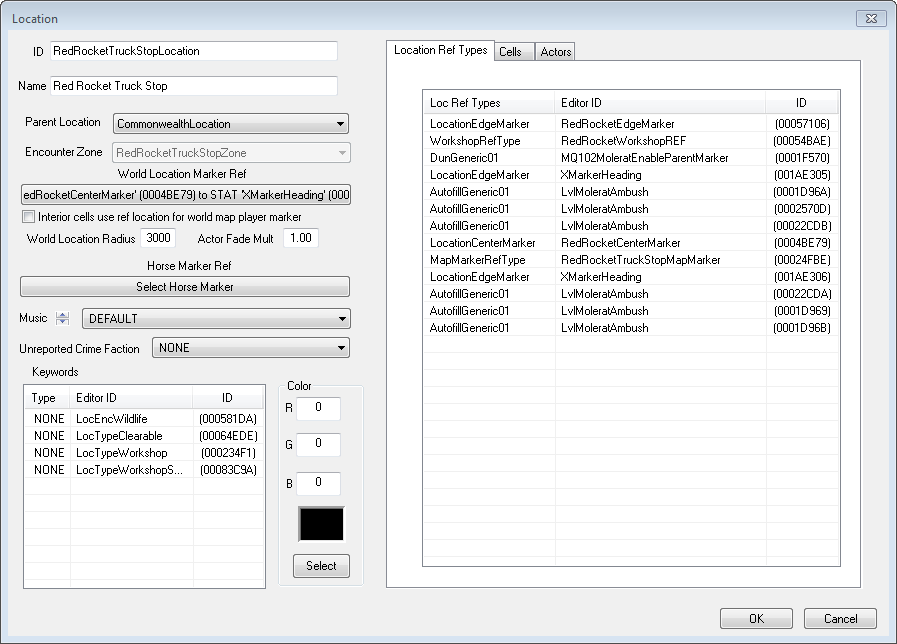 Location
ID RedRocketTruckStopLocation
Name Red Rocket Truck Stop
Parent Location CommonwealthLocation
Encounter Zone RedRocketTruckStopZone
World Location Marker Ref
edRocketCenterMarker' (0004BE79) to STAT 'XMarkerHeading' (000
Interior cells use ref location for world map player marker
World Location Radius 3000 Actor Fade Mult 1.00
Horse Marker Ref
Select Horse Marker
Music DEFAULT
Unreported Crime Faction NONE
Keywords
Type Editor ID ID
NONE LocEncWildlife (000581DA)
NONE LocTypeClearable (00064EDE)
NONE LocTypeWorkshop (000234F1)
NONE LocTypeWorkshopS... (00083C9A)
Color
R 0
G 0
B 0
Select
Location Ref Types Cells Actors
Loc Ref Types Editor ID ID
LocationEdgeMarker RedRocketEdgeMarker (00057106)
WorkshopRefType RedRocketWorkshopREF (00054BAE)
DunGeneric01 MQ102MoleratEnableParentMarker (0001F570)
LocationEdgeMarker XMarkerHeading (001AE305)
AutofillGeneric01 LvlMoleratAmbush (0001D96A)
AutofillGeneric01 LvlMoleratAmbush (0002570D)
AutofillGeneric01 LvlMoleratAmbush (00022CDB)
LocationCenterMarker RedRocketCenterMarker (0004BE79)
MapMarkerRefType RedRocketTruckStopMapMarker (00024FBE)
LocationEdgeMarker XMarkerHeading (001AE306)
AutofillGeneric01 LvlMoleratAmbush (00022CDA)
AutofillGeneric01 LvlMoleratAmbush (0001D969)
AutofillGeneric01 LvlMoleratAmbush (0001D96B)
OK Cancel